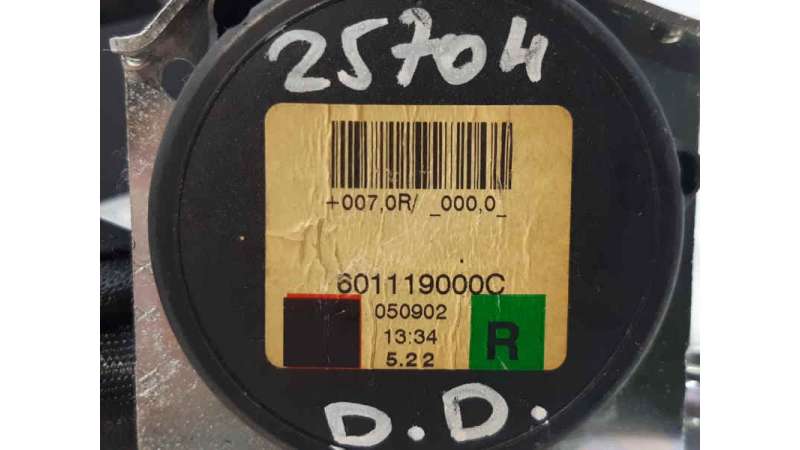 25704
+007,0R/ _000,0_
601119000C
050902
13:34
5.22
R
D.D.